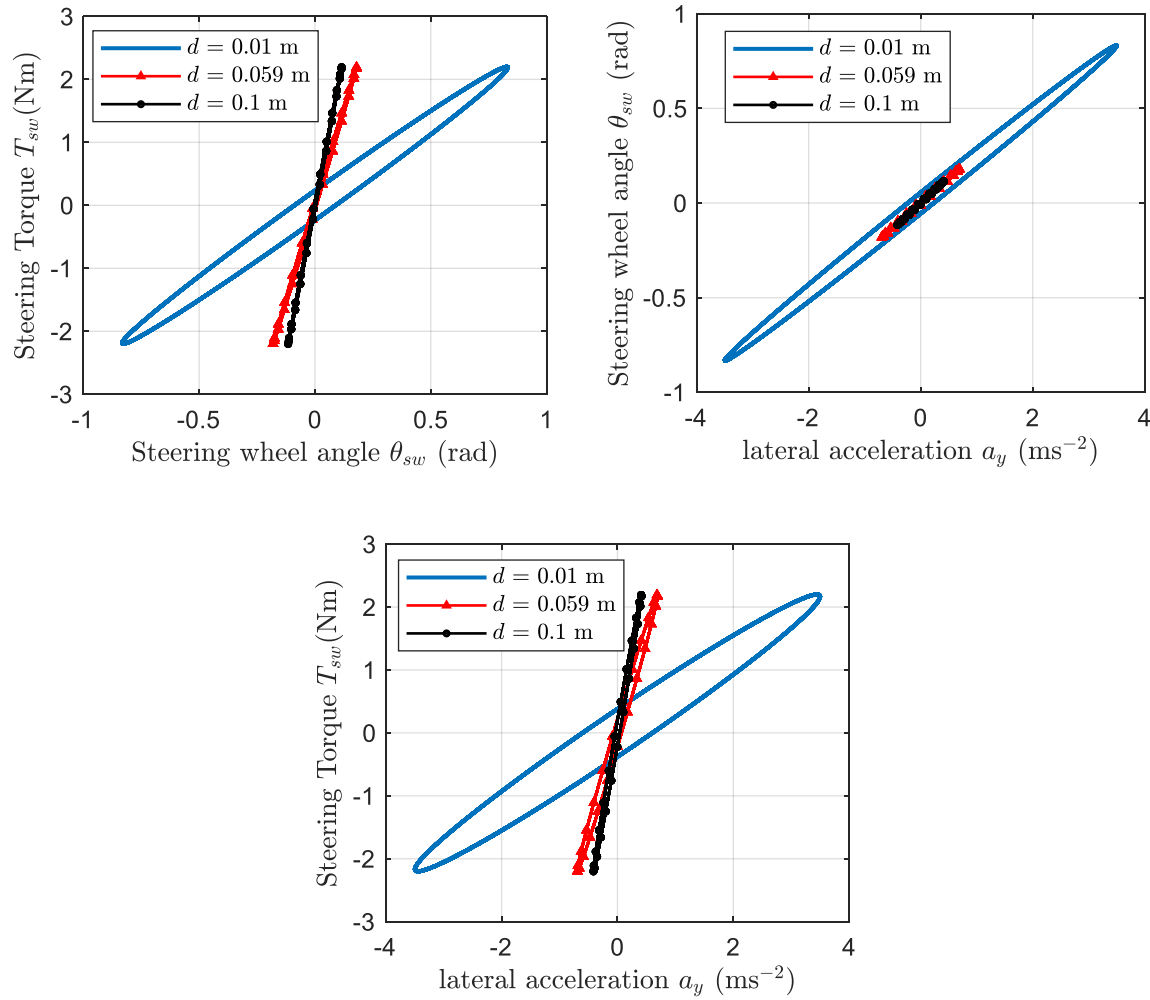 3
2
1
0
-1
-2
-3
Steering Torque T_sw(Nm)
d = 0.01 m
d = 0.059 m
d = 0.1 m
-1 -0.5 0 0.5 1
Steering wheel angle θ_sw (rad)
1
0.5
0
-0.5
-1
Steering wheel angle θ_sw (rad)
d = 0.01 m
d = 0.059 m
d = 0.1 m
-4 -2 0 2 4
lateral acceleration a_y (ms⁻²)
3
2
1
0
-1
-2
-3
Steering Torque T_sw(Nm)
d = 0.01 m
d = 0.059 m
d = 0.1 m
-4 -2 0 2 4
lateral acceleration a_y (ms⁻²)